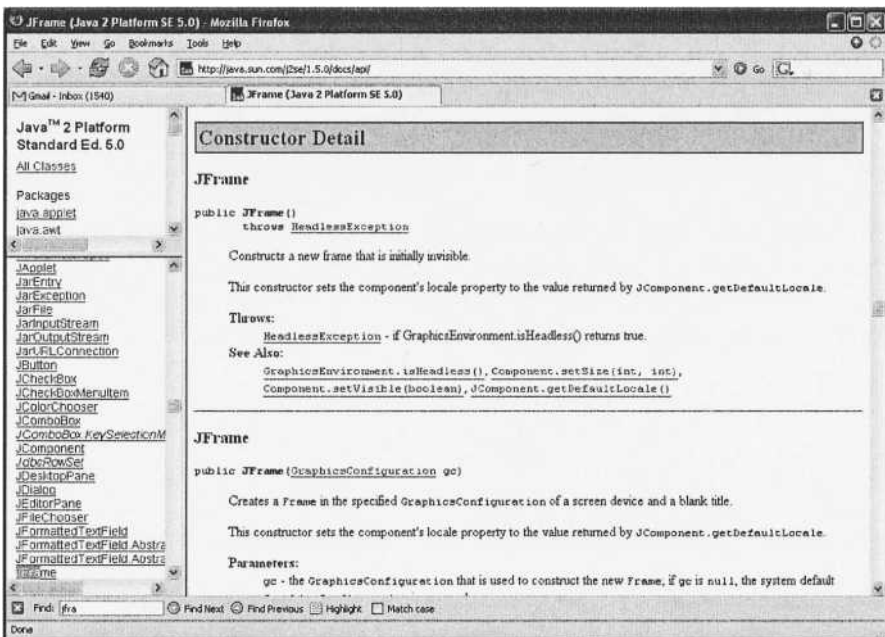 JFrame (Java 2 Platform SE 5.0) - Mozilla Firefox
File Edit View Go Bookmarks Tools Help
http://java.sun.com/j2se/1.5.0/docs/api/
Go
Gmail - Inbox (1540)
JFrame (Java 2 Platform SE 5.0)
Java™ 2 Platform
Standard Ed. 5.0
All Classes
Packages
java.applet
java.awt
JApplet
JarEntry
JarException
JarFile
JarInputStream
JarOutputStream
JarURLConnection
JButton
JCheckBox
JCheckBoxMenuItem
JColorChooser
JComboBox
JComboBox.KeySelectionM
JComponent
JdbcRowSet
JDesktopPane
JDialog
JEditorPane
JFileChooser
JFormattedTextField
JFormattedTextField.Abstra
JFormattedTextField.Abstra
JFrame
Constructor Detail
JFrame
public JFrame()
throws HeadlessException
Constructs a new frame that is initially invisible.
This constructor sets the component's locale property to the value returned by JComponent.getDefaultLocale.
Throws:
HeadlessException - if GraphicsEnvironment.isHeadless() returns true.
See Also:
GraphicsEnvironment.isHeadless(), Component.setSize(int, int),
Component.setVisible(boolean), JComponent.getDefaultLocale()
JFrame
public JFrame(GraphicsConfiguration gc)
Creates a Frame in the specified GraphicsConfiguration of a screen device and a blank title.
This constructor sets the component's locale property to the value returned by JComponent.getDefaultLocale.
Parameters:
gc - the GraphicsConfiguration that is used to construct the new Frame; if gc is null, the system default
Find: jfra
Find Next Find Previous Highlight Match case
Done